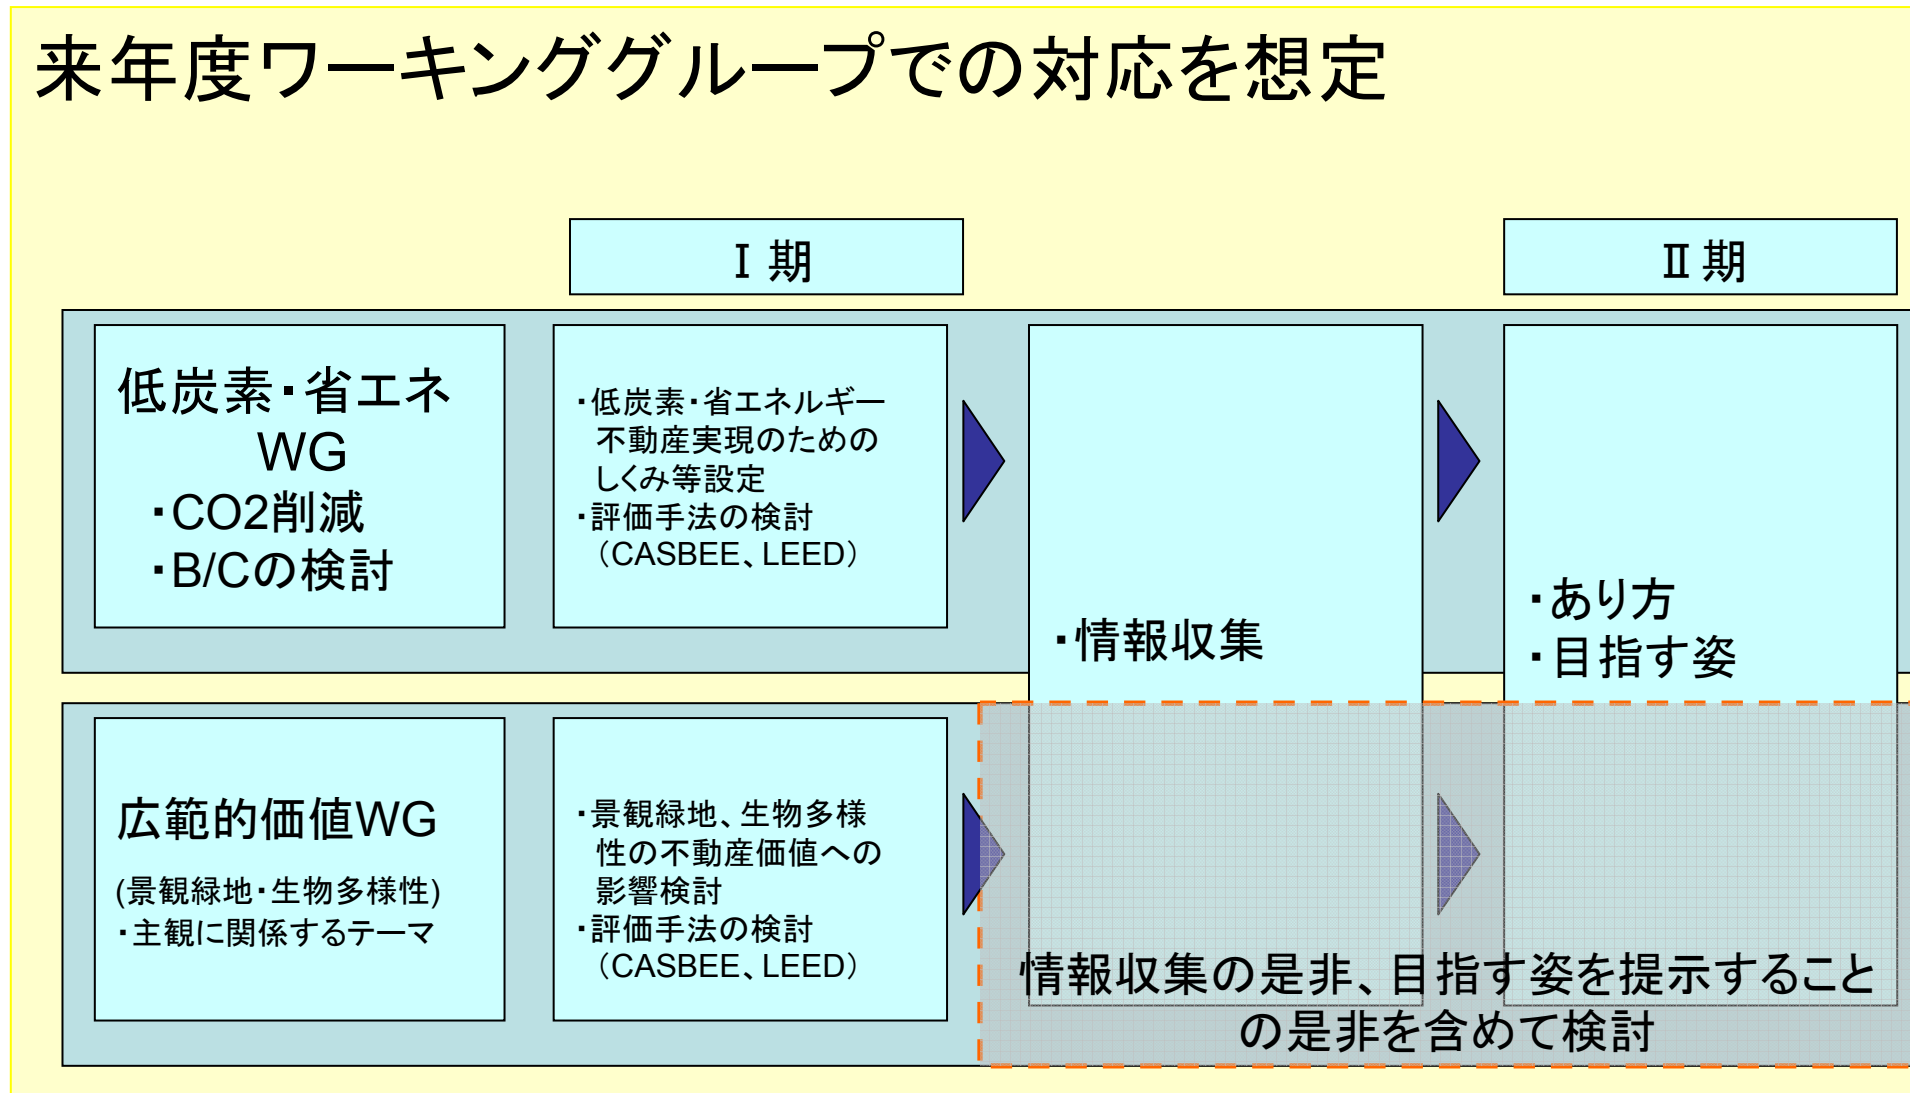 来年度ワーキンググループでの対応を想定
Ⅰ期
Ⅱ期
低炭素・省エネ
WG
・CO2削減
・B/Cの検討
・低炭素・省エネルギー
不動産実現のための
しくみ等設定
・評価手法の検討
（CASBEE、LEED）
・情報収集
・あり方
・目指す姿
広範的価値WG
(景観緑地・生物多様性)
・主観に関係するテーマ
・景観緑地、生物多様
性の不動産価値への
影響検討
・評価手法の検討
（CASBEE、LEED）
情報収集の是非、目指す姿を提示すること
の是非を含めて検討